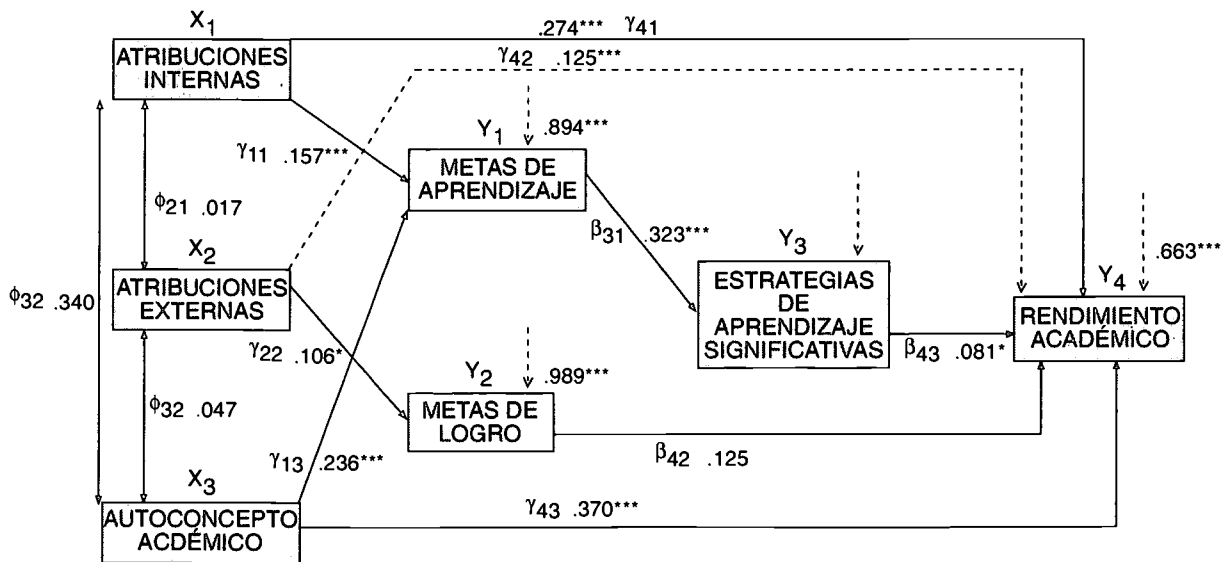 X1
.274*** γ41
ATRIBUCIONES
INTERNAS
γ42 .125***
Y1
.894***
γ11 .157***
METAS DE
APRENDIZAJE
ϕ21 .017
β31 .323***
Y3
X2
.663***
Y4
ϕ32 .340
ATRIBUCIONES
EXTERNAS
ESTRATEGIAS
DE
APRENDIZAJE
SIGNIFICATIVAS
RENDIMIENTO
ACADÉMICO
γ22 .106*
β43 .081*
Y2
.989***
ϕ32 .047
METAS DE
LOGRO
γ13 .236***
β42 .125
X3
γ43 .370***
AUTOCONCEPTO
ACDÉMICO